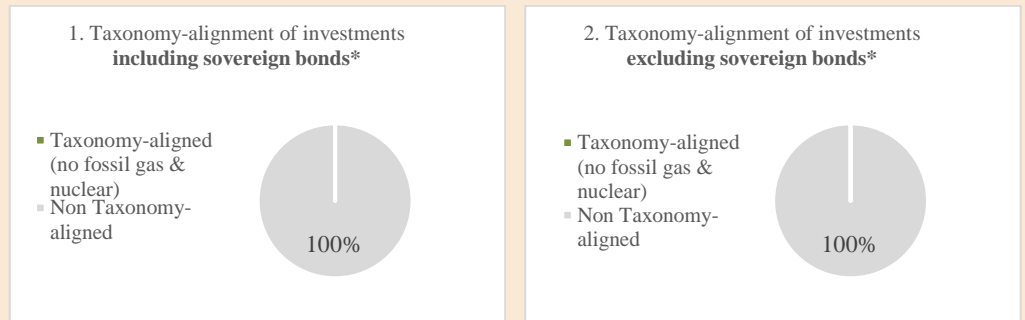 1. Taxonomy-alignment of investments
including sovereign bonds*
Taxonomy-aligned
(no fossil gas &
nuclear)
Non Taxonomy-
aligned
100%
2. Taxonomy-alignment of investments
excluding sovereign bonds*
Taxonomy-aligned
(no fossil gas &
nuclear)
Non Taxonomy-
aligned
100%